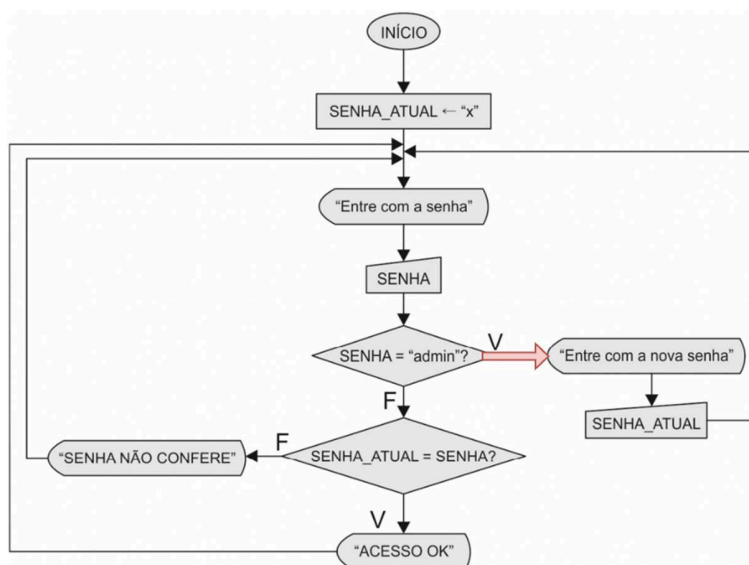 INÍCIO
SENHA_ATUAL ← “x”
“Entre com a senha”
SENHA
SENHA = “admin”?
V
“Entre com a nova senha”
F
SENHA_ATUAL
F
SENHA_ATUAL = SENHA?
“SENHA NÃO CONFERE”
V
“ACESSO OK”